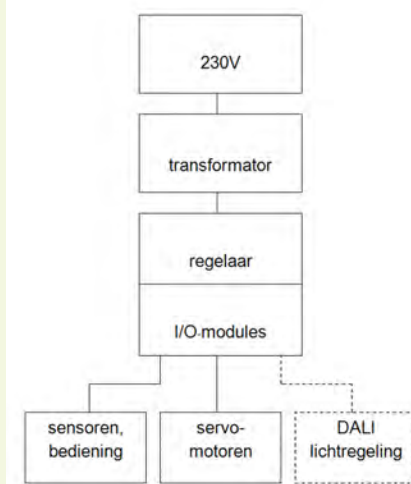 230V
transformator
regelaar
I/O-modules
sensoren,
bediening
servo-
motoren
DALI
lichtregeling